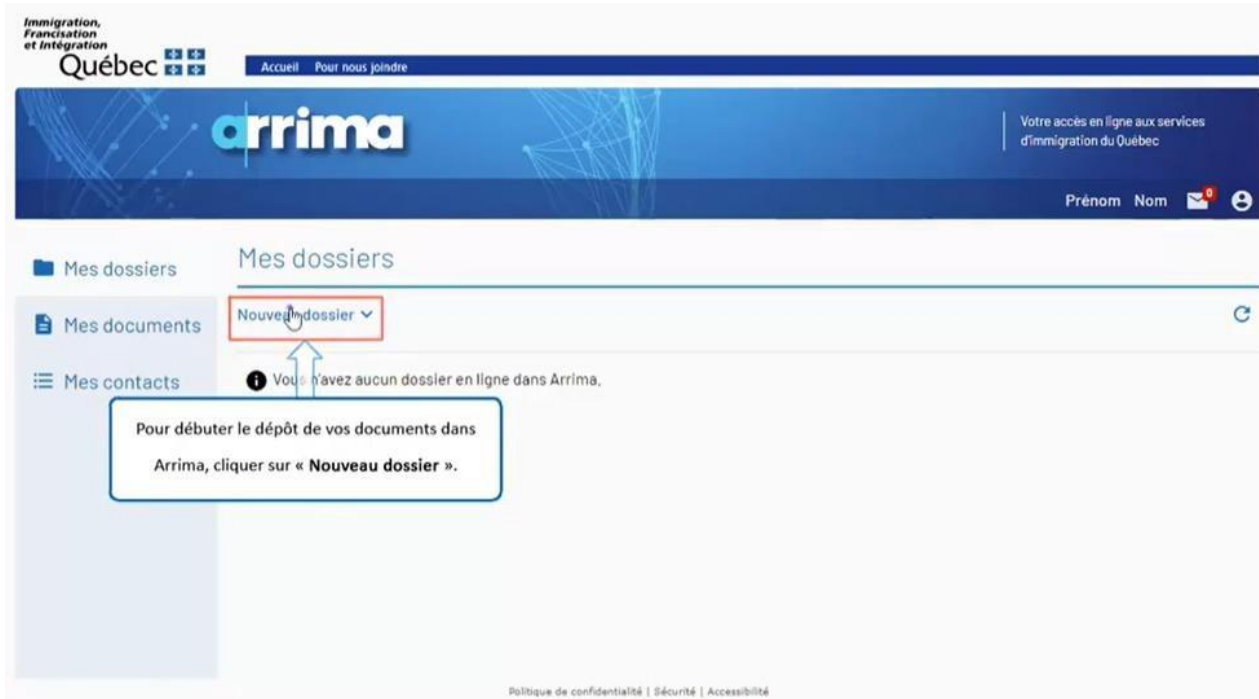 Immigration,
Francisation
et Intégration
Québec
Accueil Pour nous joindre
arrima
Votre accès en ligne aux services
d'immigration du Québec
Prénom Nom 0
Mes dossiers
Mes documents
Mes contacts
Mes dossiers
Nouveau dossier
Vous n'avez aucun dossier en ligne dans Arrima.
Pour débuter le dépôt de vos documents dans
Arrima, cliquer sur « Nouveau dossier ».
Politique de confidentialité | Sécurité | Accessibilité